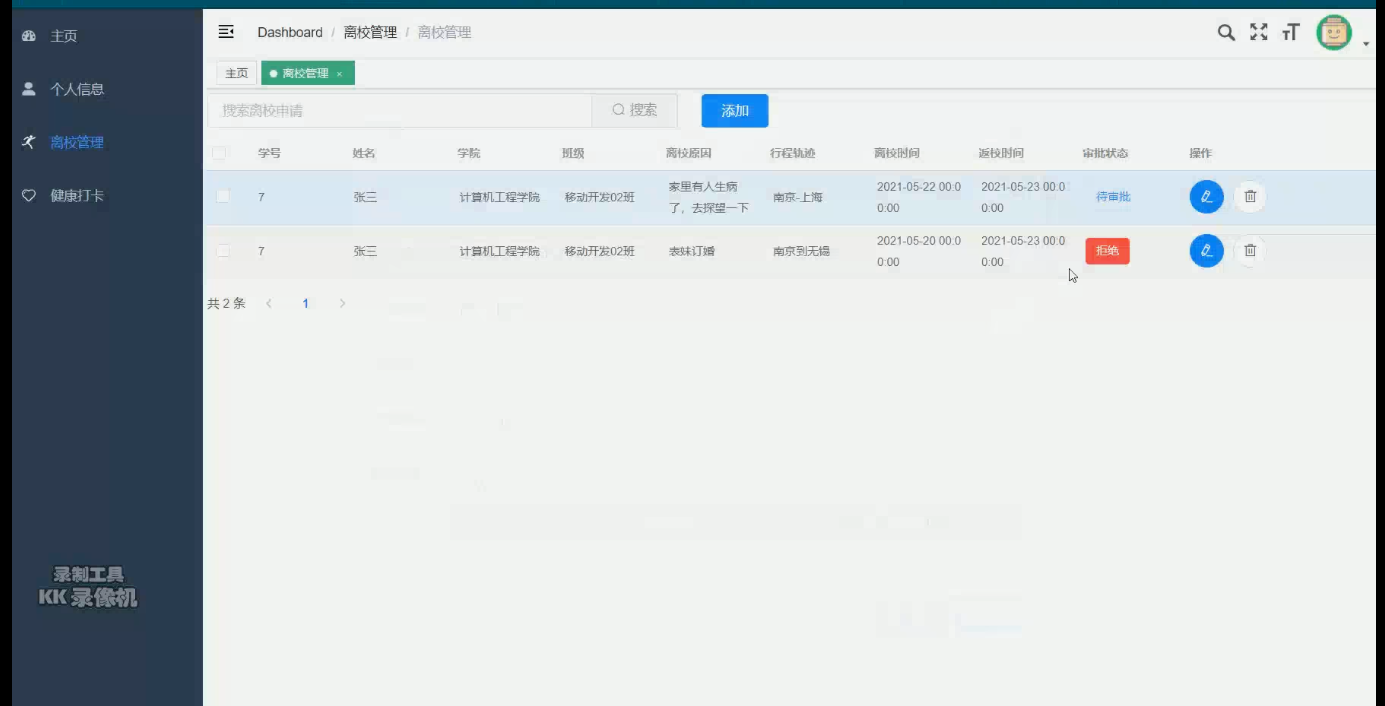 主页
个人信息
离校管理
健康打卡
Dashboard / 离校管理 / 离校管理
主页 离校管理 ×
搜索离校申请 搜索 添加
学号 姓名 学院 班级 离校原因 行程轨迹 离校时间 返校时间 审批状态 操作
7 张三 计算机工程学院 移动开发02班 家里有人生病了，去探望一下 南京-上海 2021-05-22 00:00:00 2021-05-23 00:00:00 待审批
7 张三 计算机工程学院 移动开发02班 表妹订婚 南京到无锡 2021-05-20 00:00:00 2021-05-23 00:00:00 拒绝
共 2 条 < 1 >
录制工具
KK 录像机